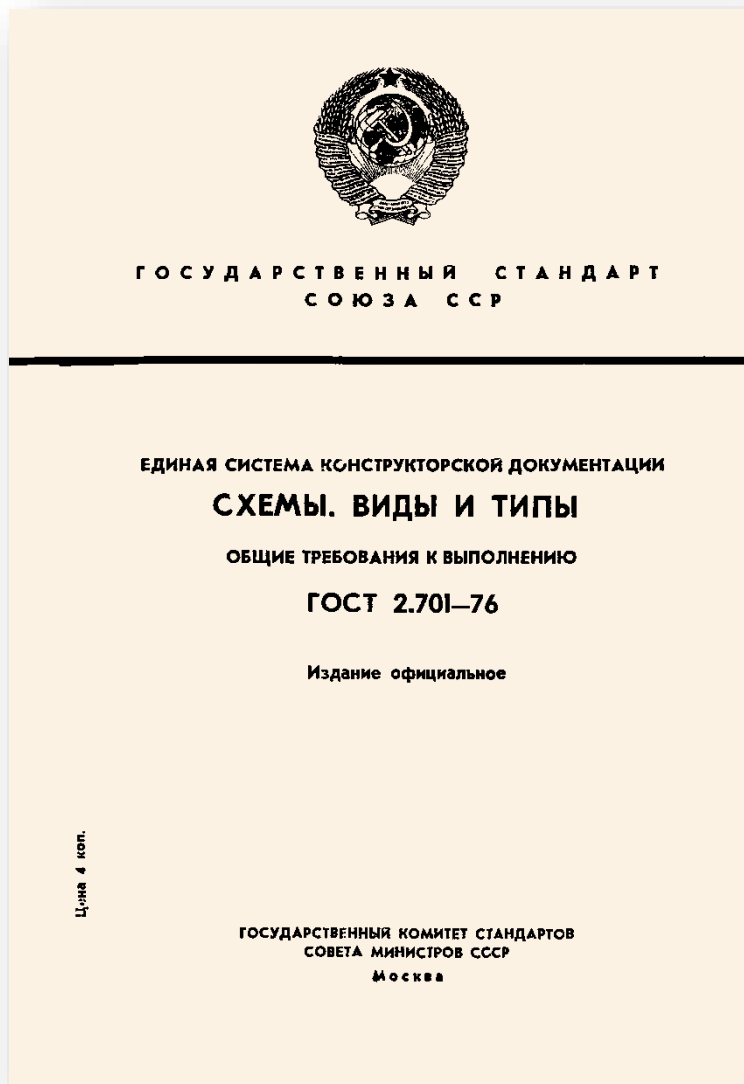 ГОСУДАРСТВЕННЫЙ СТАНДАРТ
СОЮЗА ССР
ЕДИНАЯ СИСТЕМА КОНСТРУКТОРСКОЙ ДОКУМЕНТАЦИИ
СХЕМЫ. ВИДЫ И ТИПЫ
ОБЩИЕ ТРЕБОВАНИЯ К ВЫПОЛНЕНИЮ
ГОСТ 2.701—76
Издание официальное
Цена 4 коп.
ГОСУДАРСТВЕННЫЙ КОМИТЕТ СТАНДАРТОВ
СОВЕТА МИНИСТРОВ СССР
Москва